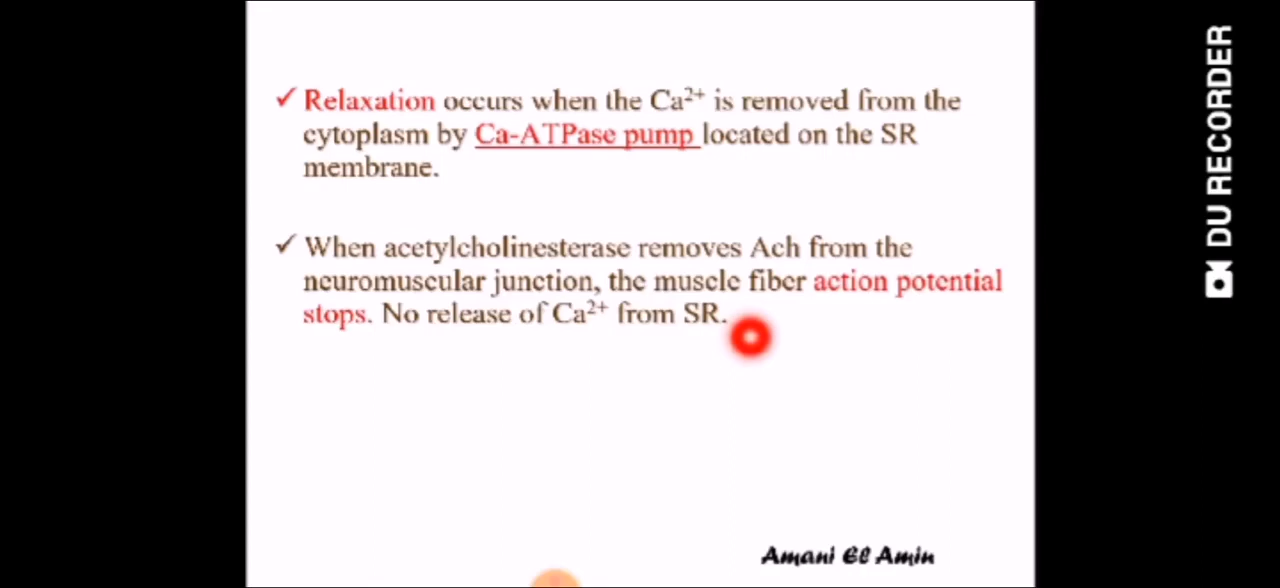 ✓ Relaxation occurs when the Ca²⁺ is removed from the
cytoplasm by Ca-ATPase pump located on the SR
membrane.
✓ When acetylcholinesterase removes Ach from the
neuromuscular junction, the muscle fiber action potential
stops. No release of Ca²⁺ from SR.
Amani El Amin
DU RECORDER